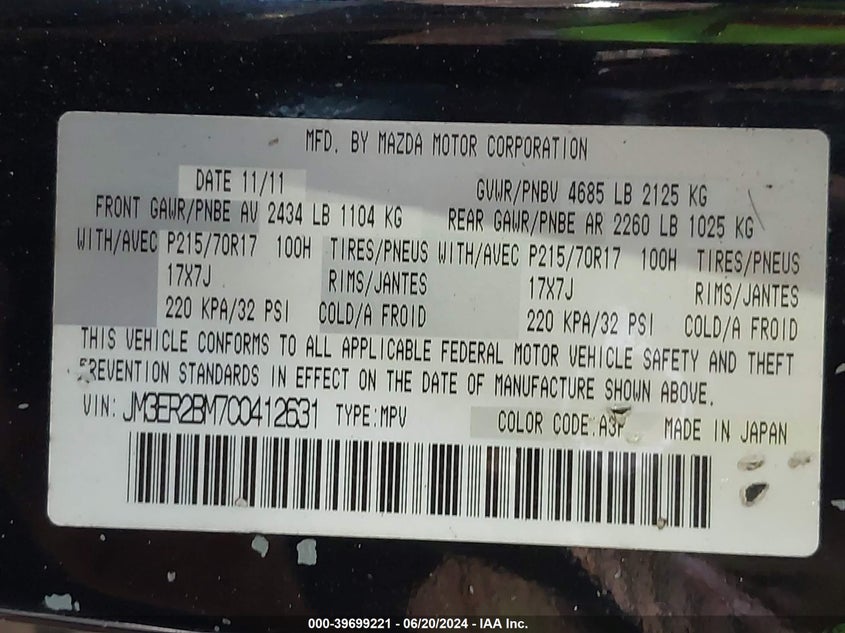 MFD. BY MAZDA MOTOR CORPORATION
DATE 11/11 GVWR/PNBV 4685 LB 2125 KG
FRONT GAWR/PNBE AV 2434 LB 1104 KG REAR GAWR/PNBE AR 2260 LB 1025 KG
WITH/AVEC P215/70R17 100H TIRES/PNEUS WITH/AVEC P215/70R17 100H TIRES/PNEUS
17X7J RIMS/JANTES 17X7J RIMS/JANTES
220 KPA/32 PSI COLD/A FROID 220 KPA/32 PSI COLD/A FROID
THIS VEHICLE CONFORMS TO ALL APPLICABLE FEDERAL MOTOR VEHICLE SAFETY AND THEFT
PREVENTION STANDARDS IN EFFECT ON THE DATE OF MANUFACTURE SHOWN ABOVE.
VIN: JM3ER2BM7C0412631 TYPE:MPV COLOR CODE:A3F MADE IN JAPAN
000-39699221 - 06/20/2024 - IAA Inc.